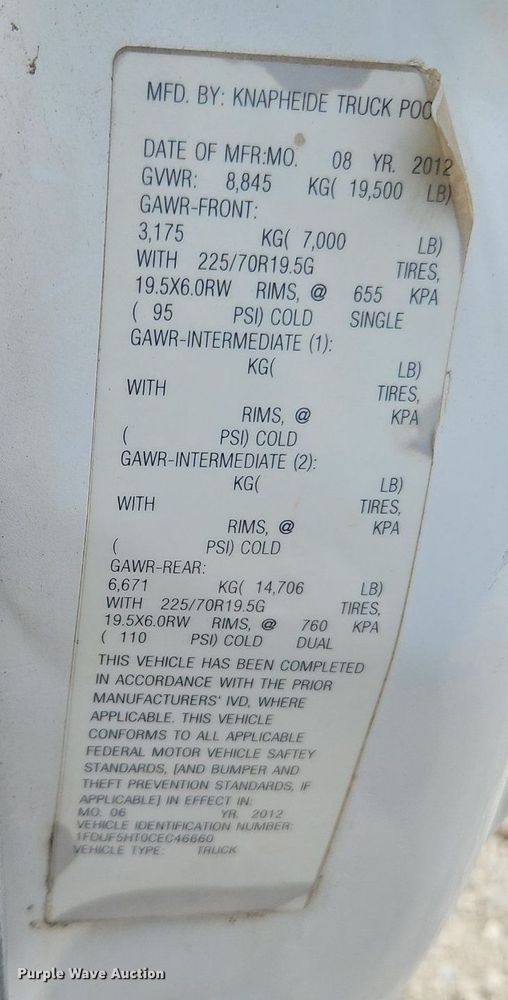 MFD. BY: KNAPHEIDE TRUCK POO
DATE OF MFR:MO. 08 YR. 2012
GVWR: 8,845 KG( 19,500 LB)
GAWR-FRONT:
3,175 KG( 7,000 LB)
WITH 225/70R19.5G TIRES,
19.5X6.0RW RIMS, @ 655 KPA
( 95 PSI) COLD SINGLE
GAWR-INTERMEDIATE (1):
KG( LB)
WITH TIRES,
RIMS, @ KPA
( PSI) COLD
GAWR-INTERMEDIATE (2):
KG( LB)
WITH TIRES,
RIMS, @ KPA
( PSI) COLD
GAWR-REAR:
6,671 KG( 14,706 LB)
WITH 225/70R19.5G TIRES,
19.5X6.0RW RIMS, @ 760 KPA
( 110 PSI) COLD DUAL
THIS VEHICLE HAS BEEN COMPLETED
IN ACCORDANCE WITH THE PRIOR
MANUFACTURERS' IVD, WHERE
APPLICABLE. THIS VEHICLE
CONFORMS TO ALL APPLICABLE
FEDERAL MOTOR VEHICLE SAFTEY
STANDARDS, [AND BUMPER AND
THEFT PREVENTION STANDARDS, IF
APPLICABLE] IN EFFECT IN:
MO. 06 YR. 2012
VEHICLE IDENTIFICATION NUMBER:
1FDUF5HT0CEC46660
VEHICLE TYPE: TRUCK
Purple Wave Auction